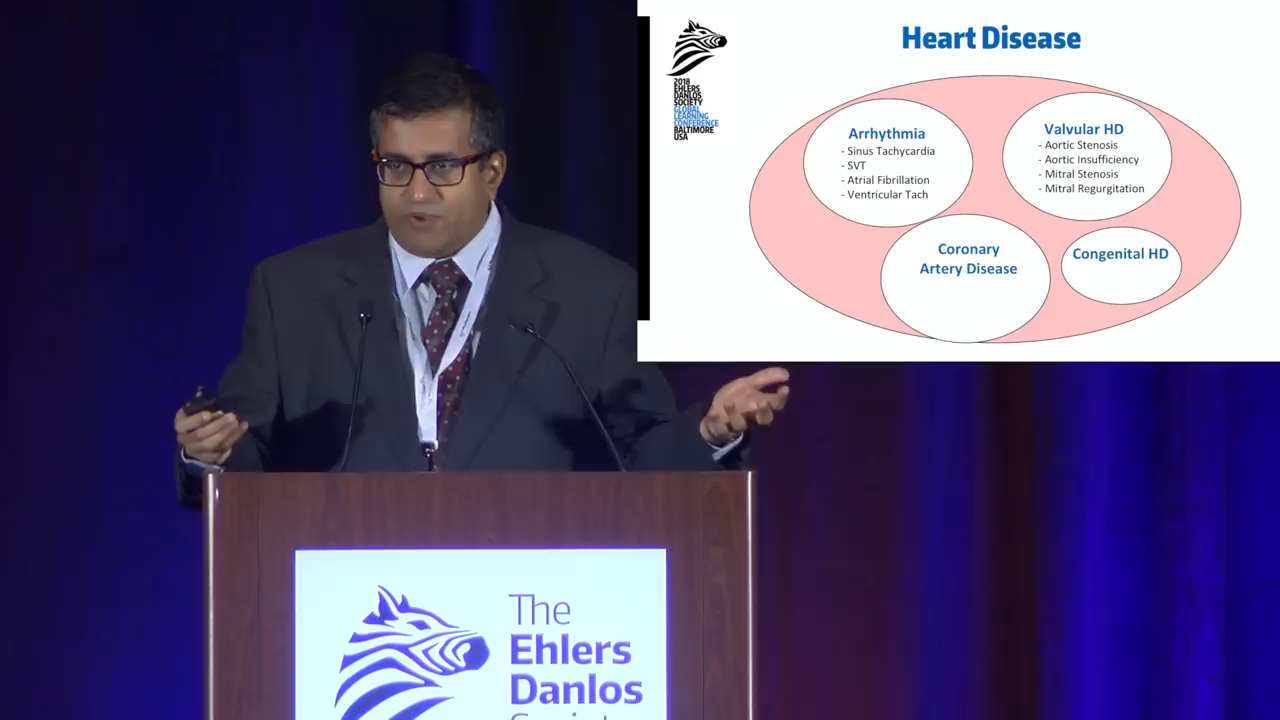 Heart Disease
2018
EHLERS
DANLOS
SOCIETY
GLOBAL
LEARNING
CONFERENCE
BALTIMORE
USA
Arrhythmia
- Sinus Tachycardia
- SVT
- Atrial Fibrillation
- Ventricular Tach
Valvular HD
- Aortic Stenosis
- Aortic Insufficiency
- Mitral Stenosis
- Mitral Regurgitation
Coronary
Artery Disease
Congenital HD
The
Ehlers
Danlos